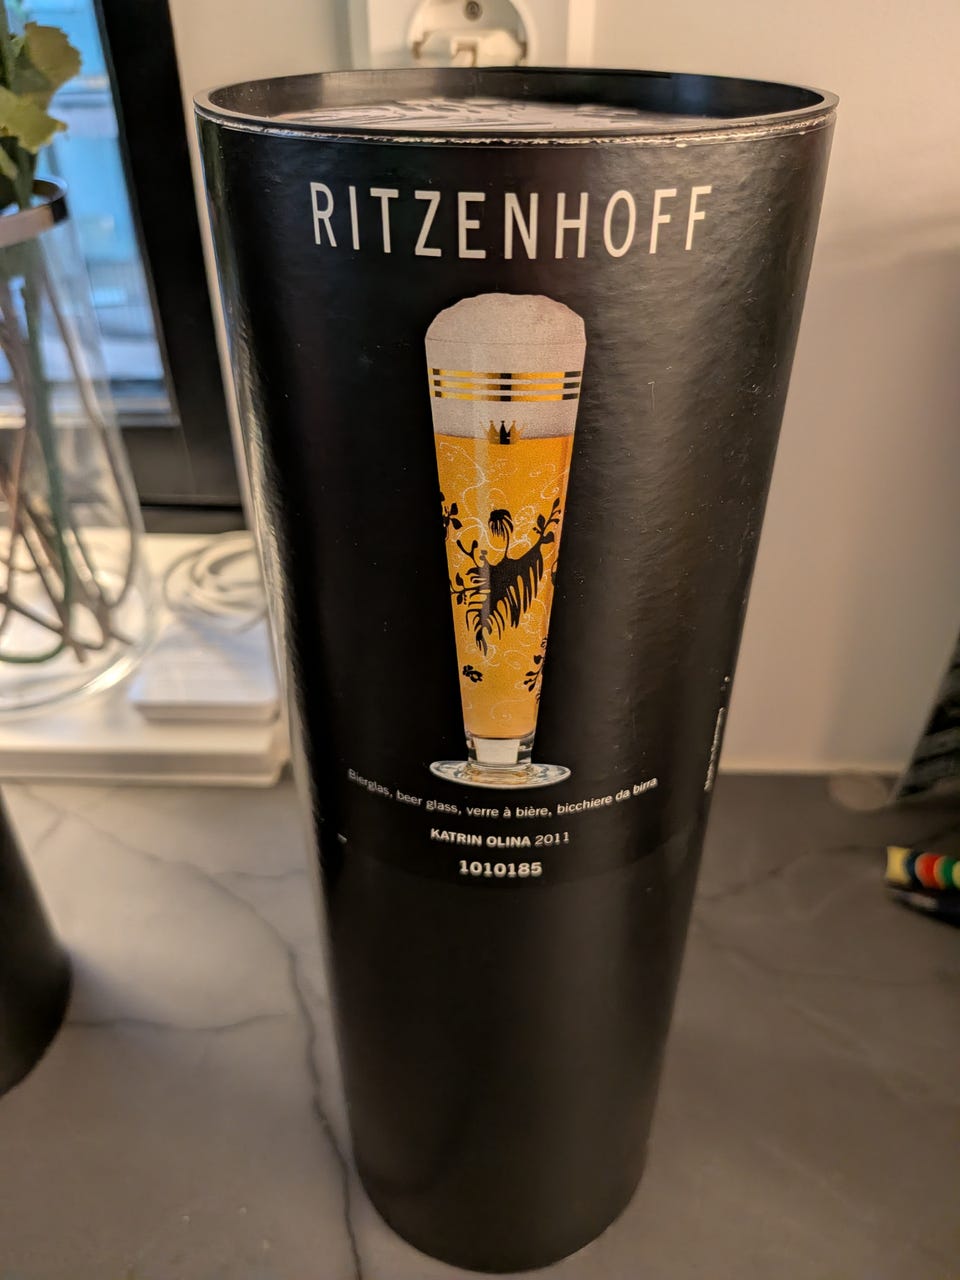 RITZENHOFF
Bierglas, beer glass, verre à bière, bicchiere da birra
KATRIN OLINA 2011
1010185